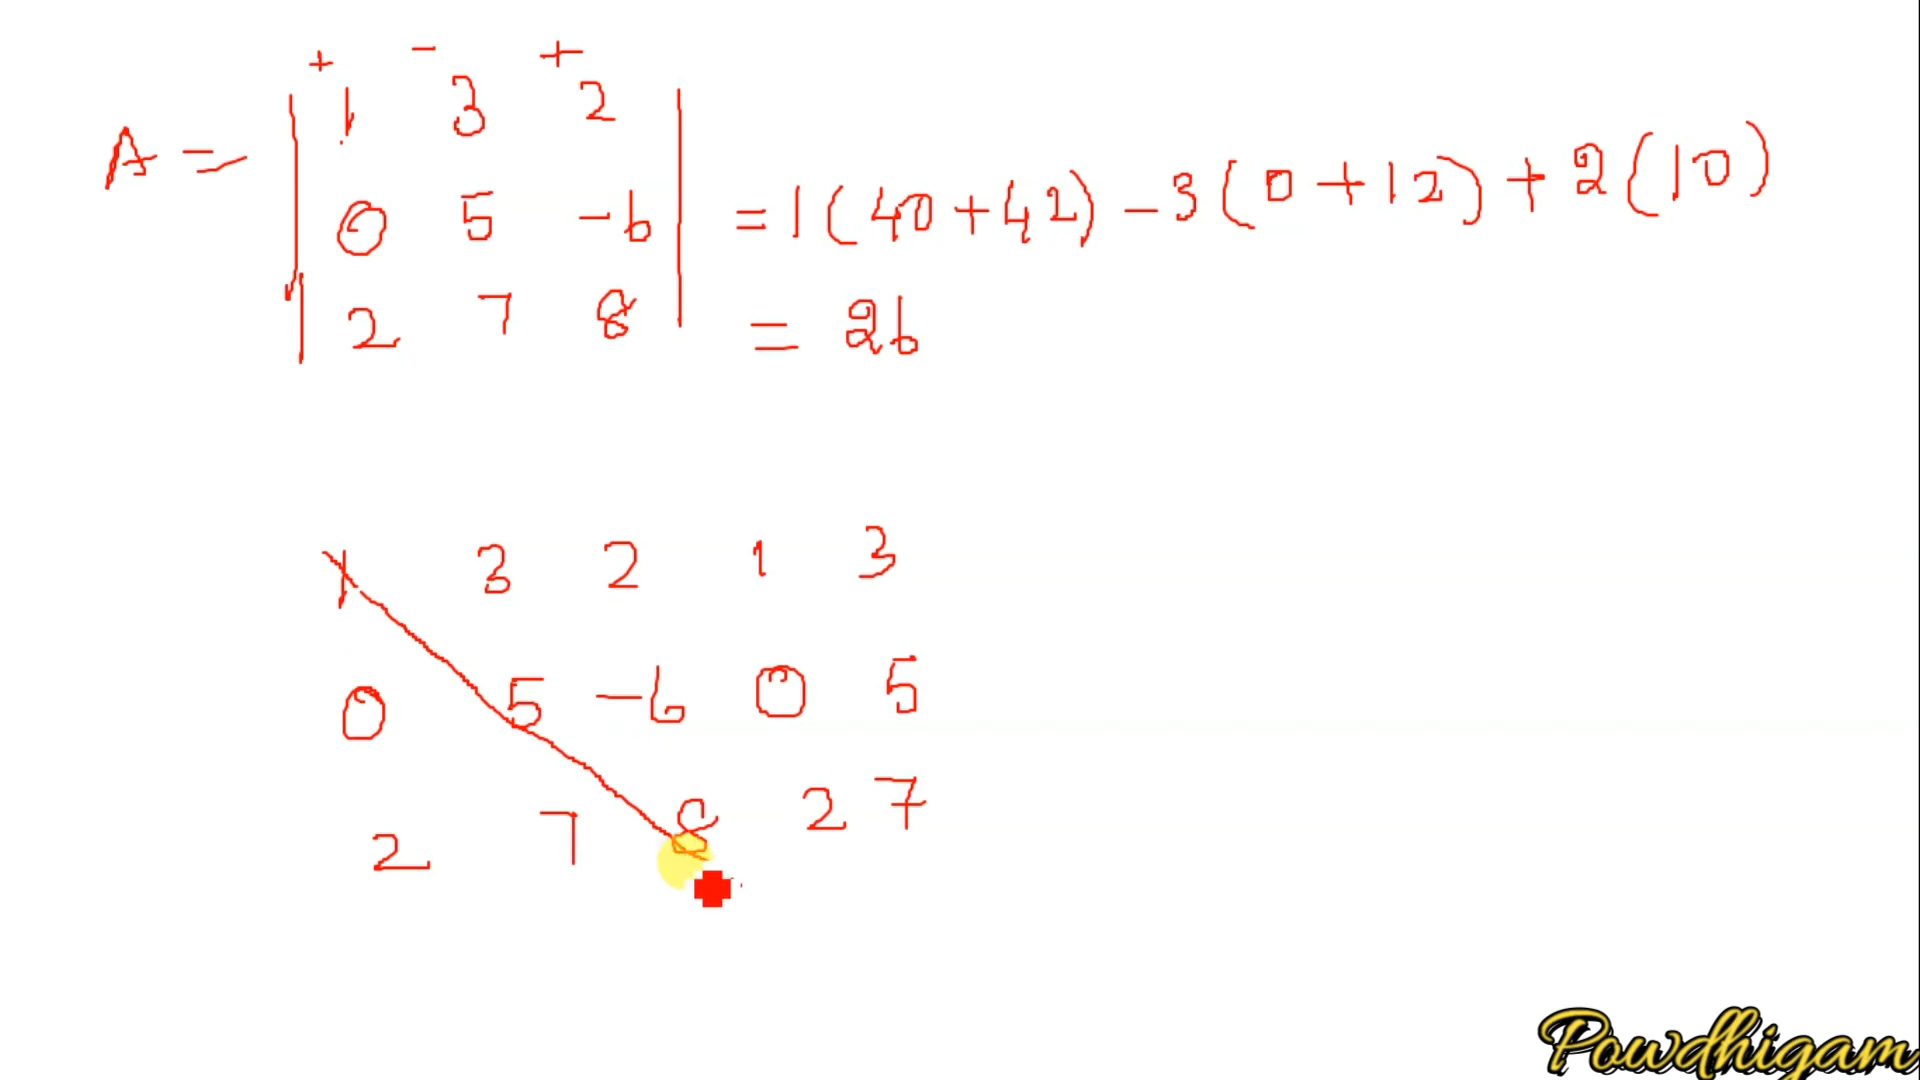 + - +
A = | 1 3 2 |
| 0 5 -6 | = 1(40+42) -3(0+12) + 2(10)
| 2 7 8 | = 26
1 3 2 1 3
0 5 -6 0 5
2 7 8 2 7
Powdhigam